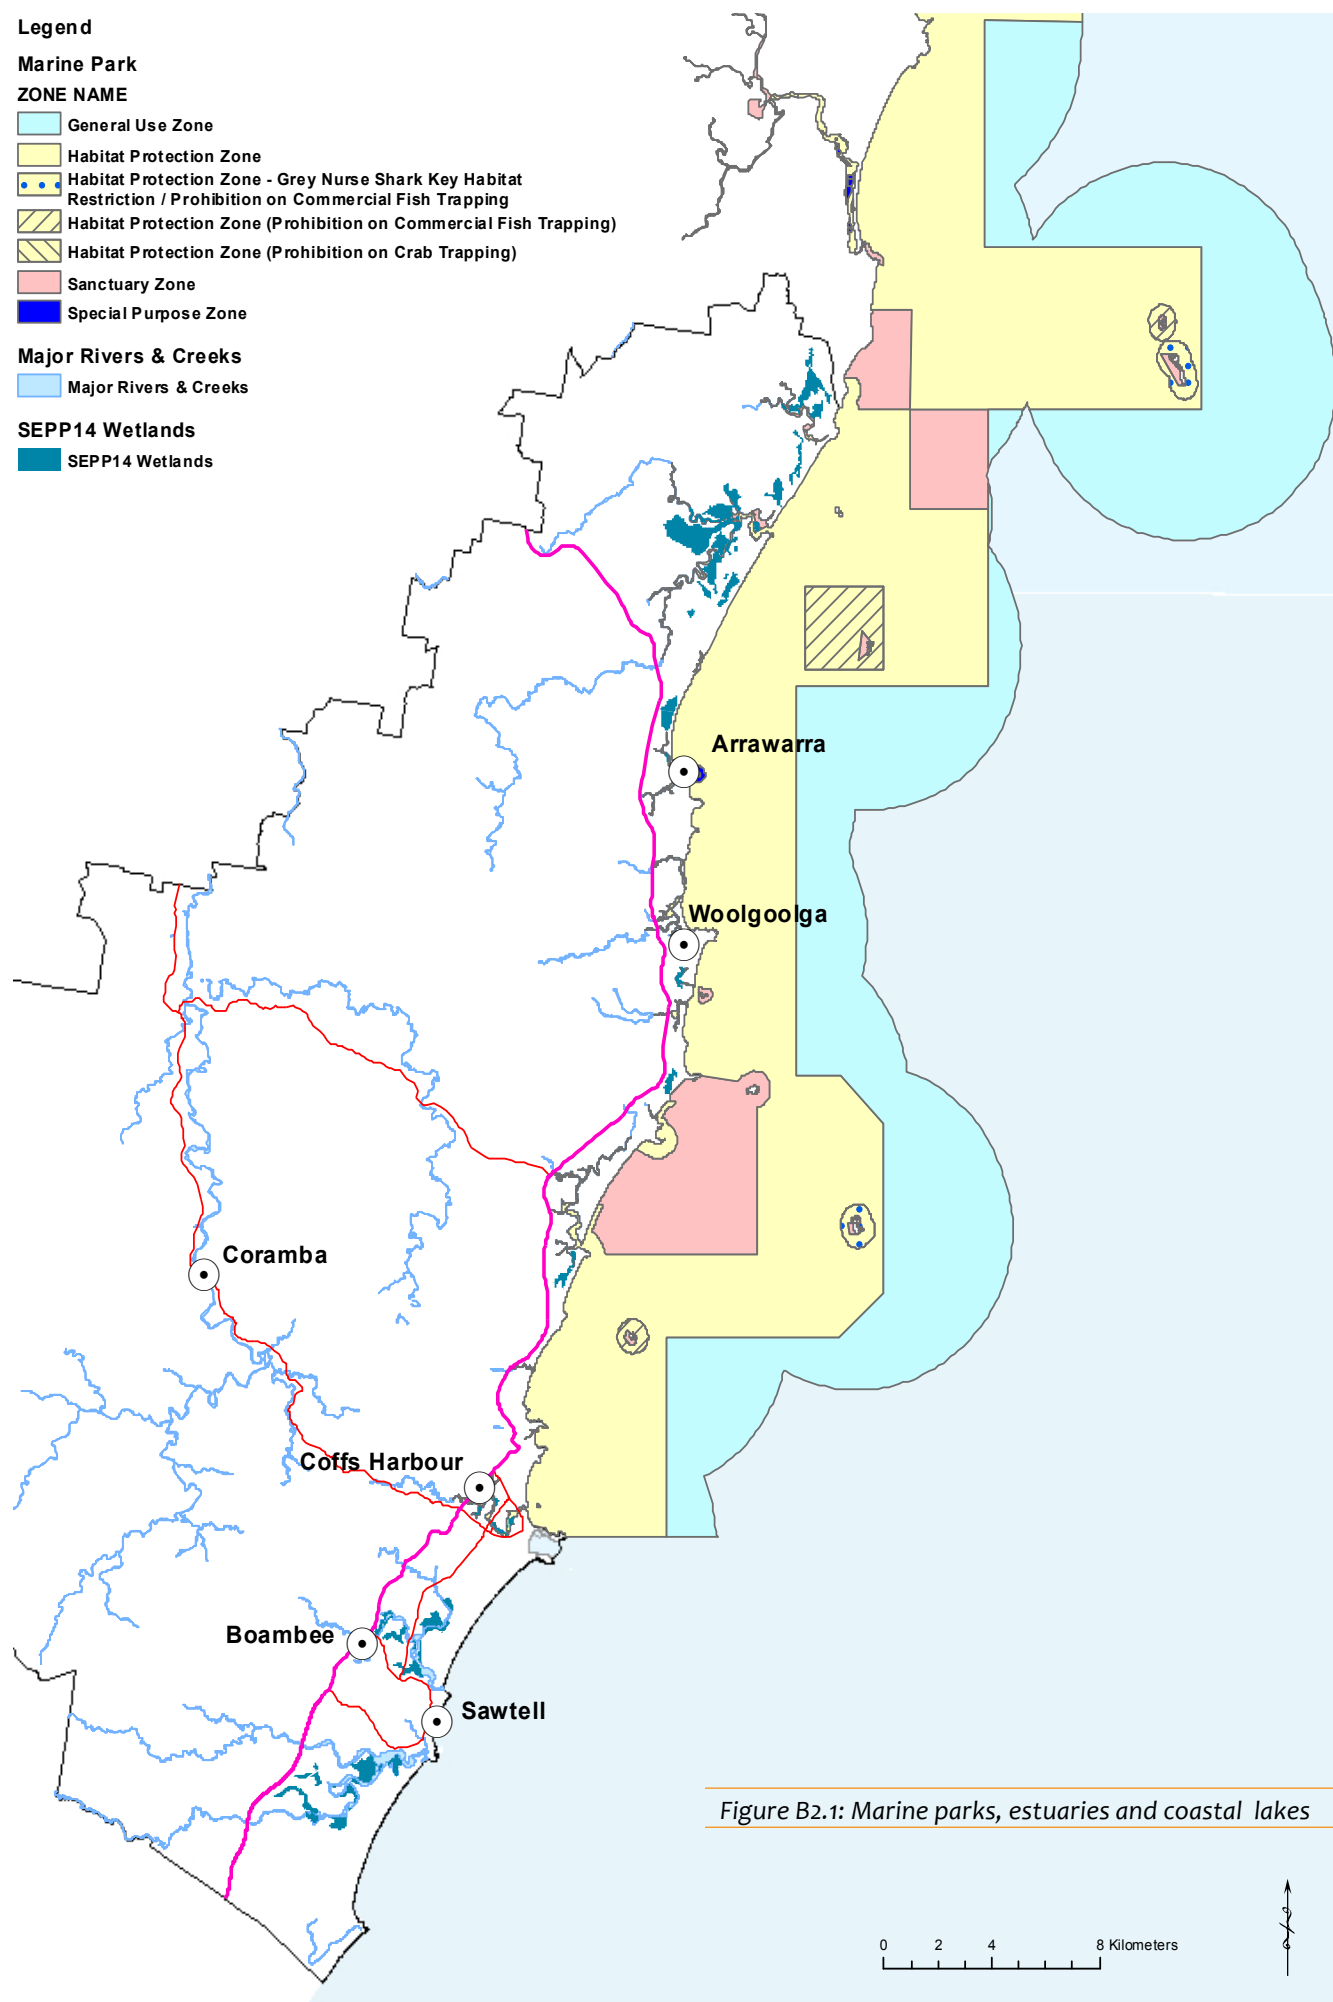 Legend
Marine Park
ZONE NAME
General Use Zone
Habitat Protection Zone
Habitat Protection Zone - Grey Nurse Shark Key Habitat
Restriction / Prohibition on Commercial Fish Trapping
Habitat Protection Zone (Prohibition on Commercial Fish Trapping)
Habitat Protection Zone (Prohibition on Crab Trapping)
Sanctuary Zone
Special Purpose Zone
Major Rivers & Creeks
Major Rivers & Creeks
SEPP14 Wetlands
SEPP14 Wetlands
Arrawarra
Woolgoolga
Coramba
Coffs Harbour
Boambee
Sawtell
Figure B2.1: Marine parks, estuaries and coastal lakes
0 2 4 8 Kilometers